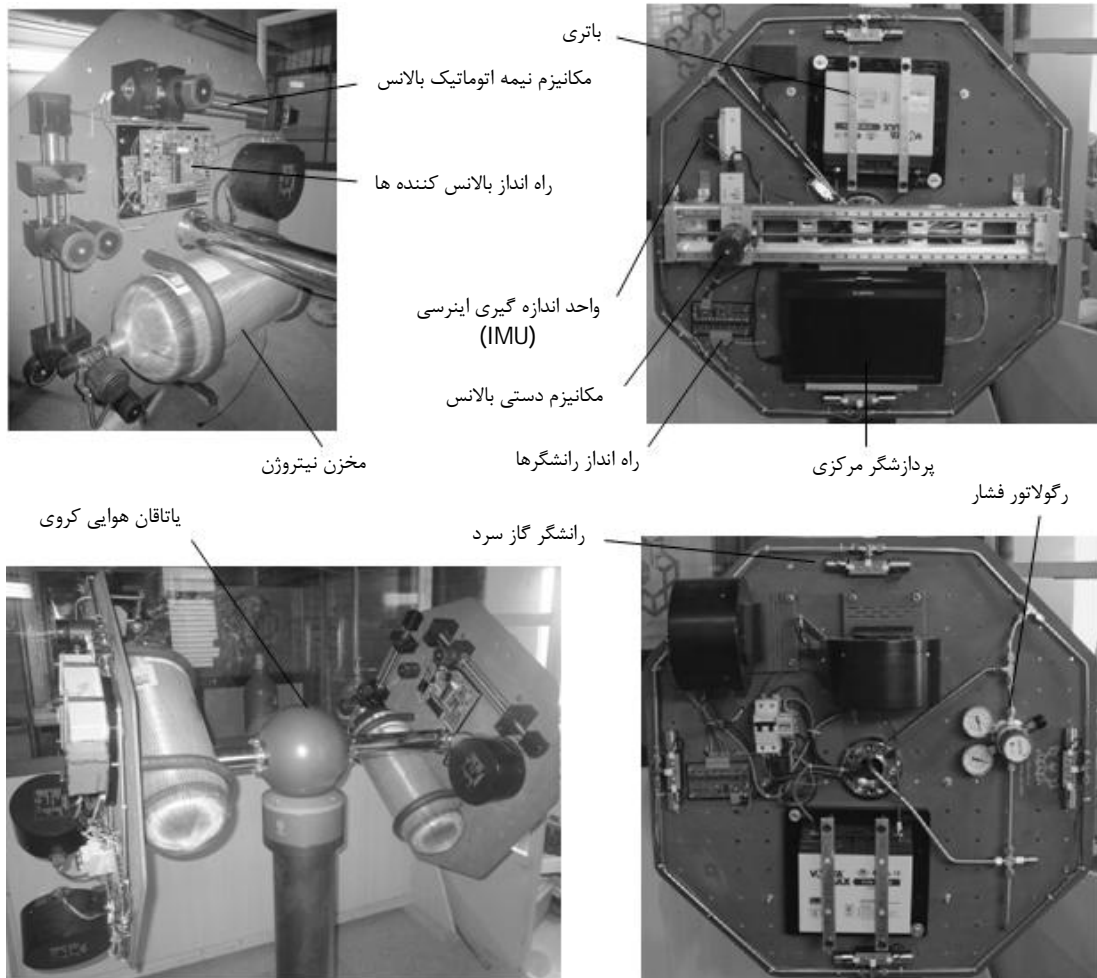 باتری
مکانیزم نیمه اتوماتیک بالانس
راه انداز بالانس کننده ها
واحد اندازه گیری اینرسی
(IMU)
مکانیزم دستی بالانس
راه انداز رانشگرها
پردازشگر مرکزی
مخزن نیتروژن
رگولاتور فشار
یاتاقان هوایی کروی
رانشگر گاز سرد